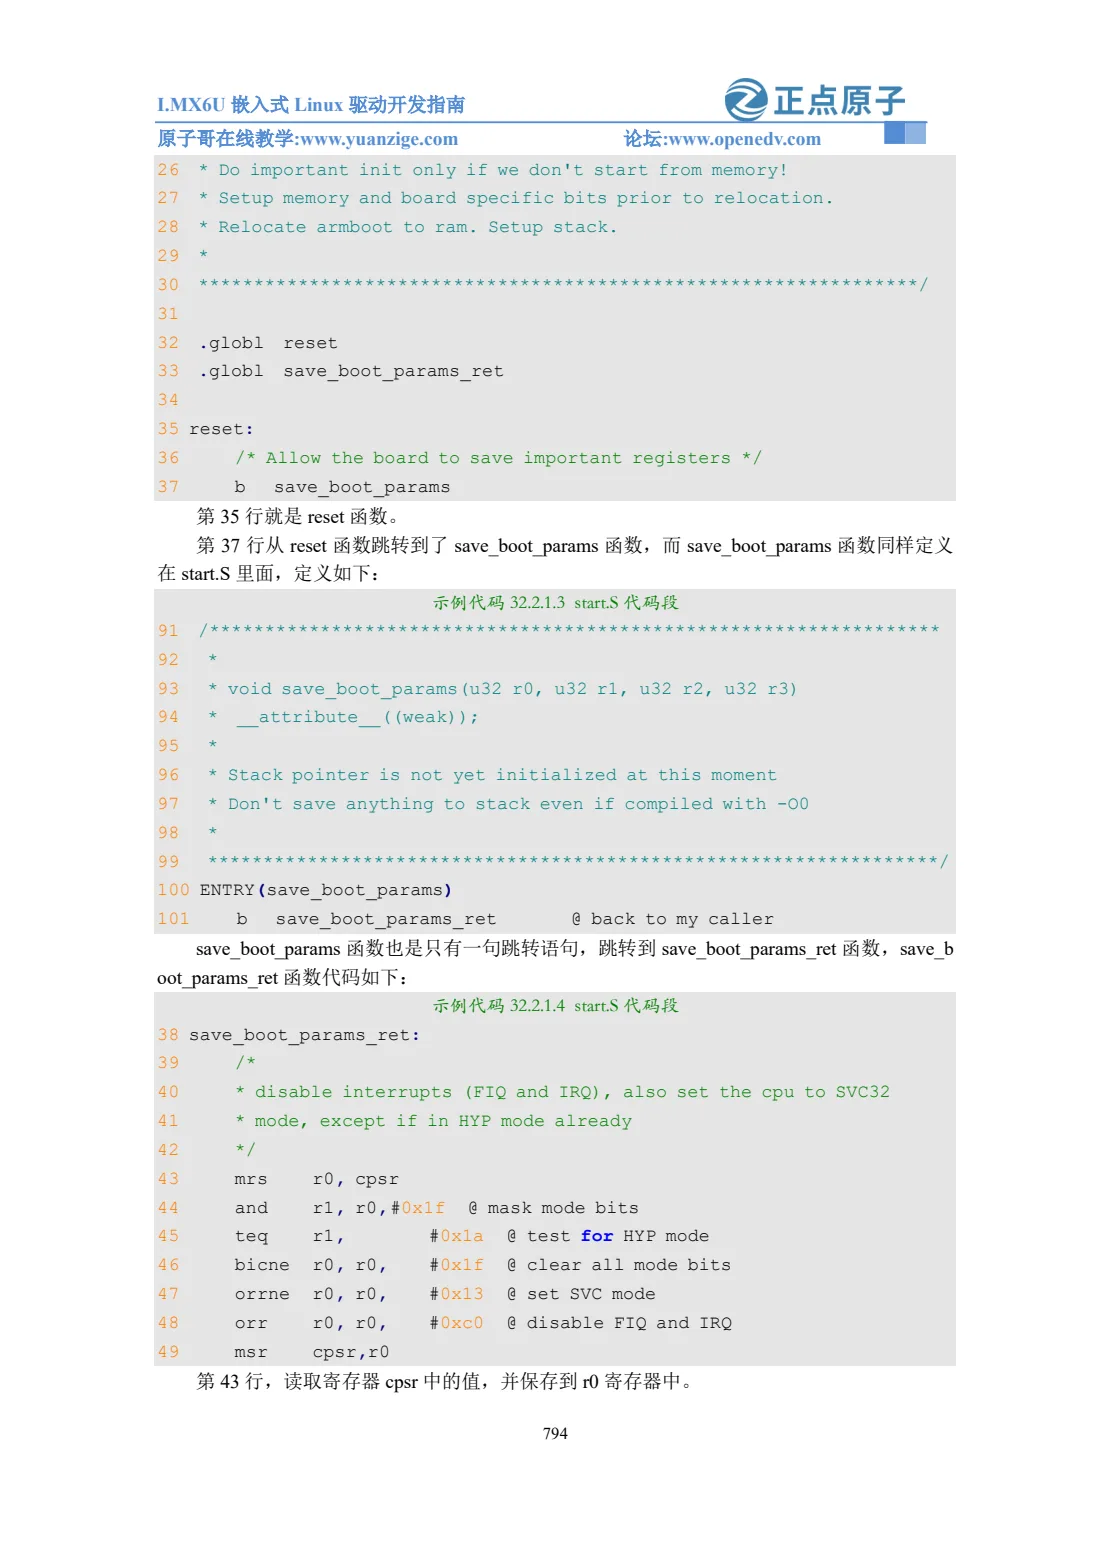 I.MX6U 嵌入式 Linux 驱动开发指南
正点原子
原子哥在线教学:www.yuanzige.com 论坛:www.openedv.com
26 * Do important init only if we don't start from memory!
27 * Setup memory and board specific bits prior to relocation.
28 * Relocate armboot to ram. Setup stack.
29 *
30 ******************************************************************/
31
32 .globl reset
33 .globl save_boot_params_ret
34
35 reset:
36 /* Allow the board to save important registers */
37 b save_boot_params
第 35 行就是 reset 函数。
第 37 行从 reset 函数跳转到了 save_boot_params 函数，而 save_boot_params 函数同样定义
在 start.S 里面，定义如下：
示例代码 32.2.1.3 start.S 代码段
91 /*******************************************************************
92 *
93 * void save_boot_params(u32 r0, u32 r1, u32 r2, u32 r3)
94 * __attribute__((weak));
95 *
96 * Stack pointer is not yet initialized at this moment
97 * Don't save anything to stack even if compiled with -O0
98 *
99 *******************************************************************/
100 ENTRY(save_boot_params)
101 b save_boot_params_ret @ back to my caller
save_boot_params 函数也是只有一句跳转语句，跳转到 save_boot_params_ret 函数，save_b
oot_params_ret 函数代码如下：
示例代码 32.2.1.4 start.S 代码段
38 save_boot_params_ret:
39 /*
40 * disable interrupts (FIQ and IRQ), also set the cpu to SVC32
41 * mode, except if in HYP mode already
42 */
43 mrs r0, cpsr
44 and r1, r0,#0x1f @ mask mode bits
45 teq r1, #0x1a @ test for HYP mode
46 bicne r0, r0, #0x1f @ clear all mode bits
47 orrne r0, r0, #0x13 @ set SVC mode
48 orr r0, r0, #0xc0 @ disable FIQ and IRQ
49 msr cpsr,r0
第 43 行，读取寄存器 cpsr 中的值，并保存到 r0 寄存器中。
794